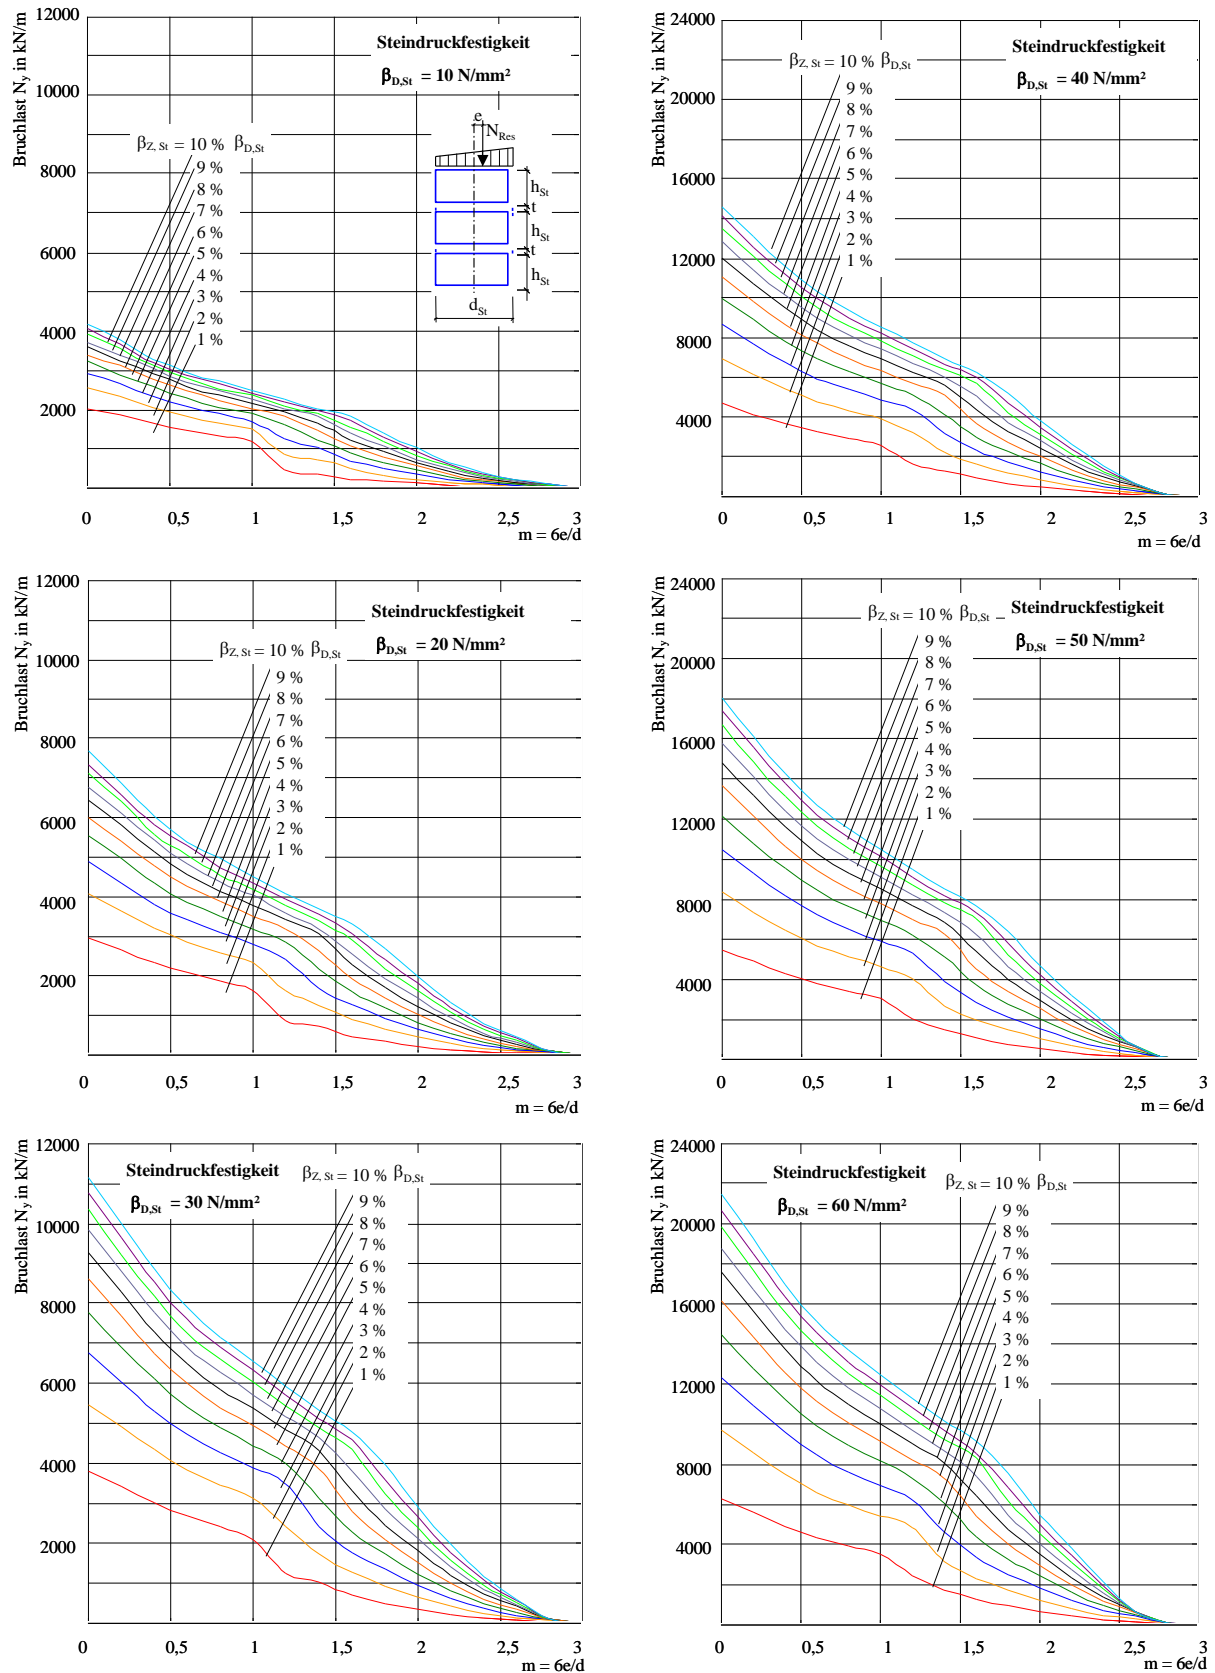 Bruchlast Ny in kN/m
12000
10000
8000
6000
4000
2000
Steindruckfestigkeit
βD,St = 10 N/mm²
βZ, St = 10 % βD,St
9 %
8 %
7 %
6 %
5 %
4 %
3 %
2 %
1 %
e
NRes
hSt
t
hSt
t
hSt
dSt
0 0,5 1 1,5 2 2,5 3
m = 6e/d
Bruchlast Ny in kN/m
24000
20000
16000
12000
8000
4000
Steindruckfestigkeit
βD,St = 40 N/mm²
βZ, St = 10 % βD,St
9 %
8 %
7 %
6 %
5 %
4 %
3 %
2 %
1 %
0 0,5 1 1,5 2 2,5 3
m = 6e/d
Bruchlast Ny in kN/m
12000
10000
8000
6000
4000
2000
Steindruckfestigkeit
βD,St = 20 N/mm²
βZ, St = 10 % βD,St
9 %
8 %
7 %
6 %
5 %
4 %
3 %
2 %
1 %
0 0,5 1 1,5 2 2,5 3
m = 6e/d
Bruchlast Ny in kN/m
24000
20000
16000
12000
8000
4000
Steindruckfestigkeit
βD,St = 50 N/mm²
βZ, St = 10 % βD,St
9 %
8 %
7 %
6 %
5 %
4 %
3 %
2 %
1 %
0 0,5 1 1,5 2 2,5 3
m = 6e/d
Bruchlast Ny in kN/m
12000
10000
8000
6000
4000
2000
Steindruckfestigkeit
βD,St = 30 N/mm²
βZ, St = 10 % βD,St
9 %
8 %
7 %
6 %
5 %
4 %
3 %
2 %
1 %
0 0,5 1 1,5 2 2,5 3
m = 6e/d
Bruchlast Ny in kN/m
24000
20000
16000
12000
8000
4000
Steindruckfestigkeit
βD,St = 60 N/mm²
βZ, St = 10 % βD,St
9 %
8 %
7 %
6 %
5 %
4 %
3 %
2 %
1 %
0 0,5 1 1,5 2 2,5 3
m = 6e/d